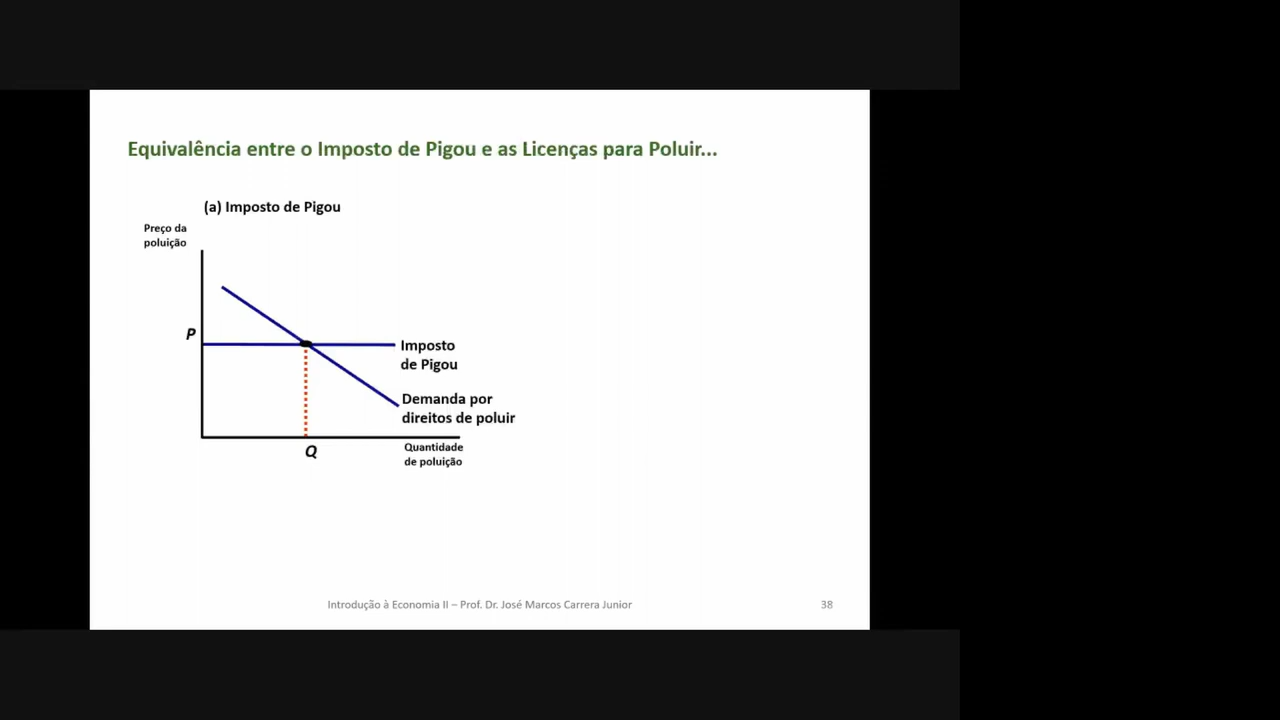 Equivalência entre o Imposto de Pigou e as Licenças para Poluir...
(a) Imposto de Pigou
Preço da
poluição
P
Imposto
de Pigou
Demanda por
direitos de poluir
Q
Quantidade
de poluição
Introdução à Economia II – Prof. Dr. José Marcos Carrera Junior
38